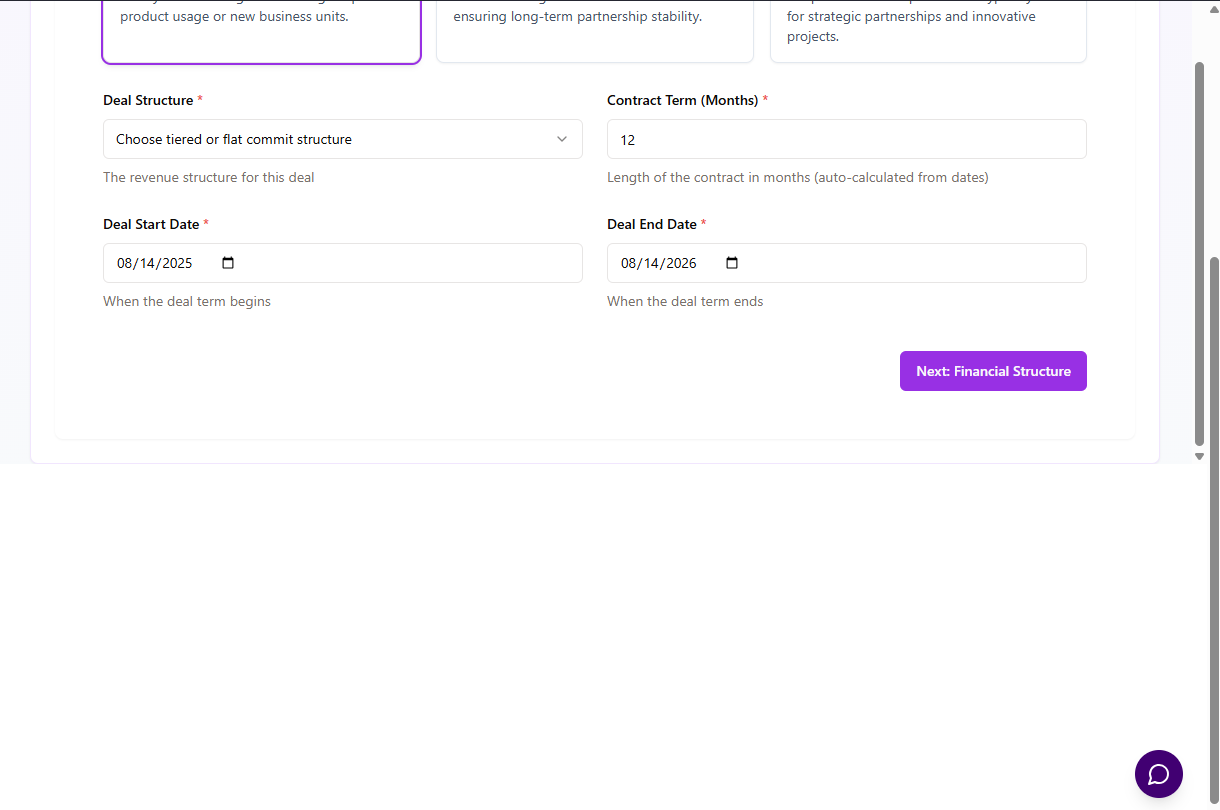 product usage or new business units.
ensuring long-term partnership stability.
for strategic partnerships and innovative
projects.
Deal Structure *
Contract Term (Months) *
Choose tiered or flat commit structure
12
The revenue structure for this deal
Length of the contract in months (auto-calculated from dates)
Deal Start Date *
Deal End Date *
08/14/2025
08/14/2026
When the deal term begins
When the deal term ends
Next: Financial Structure